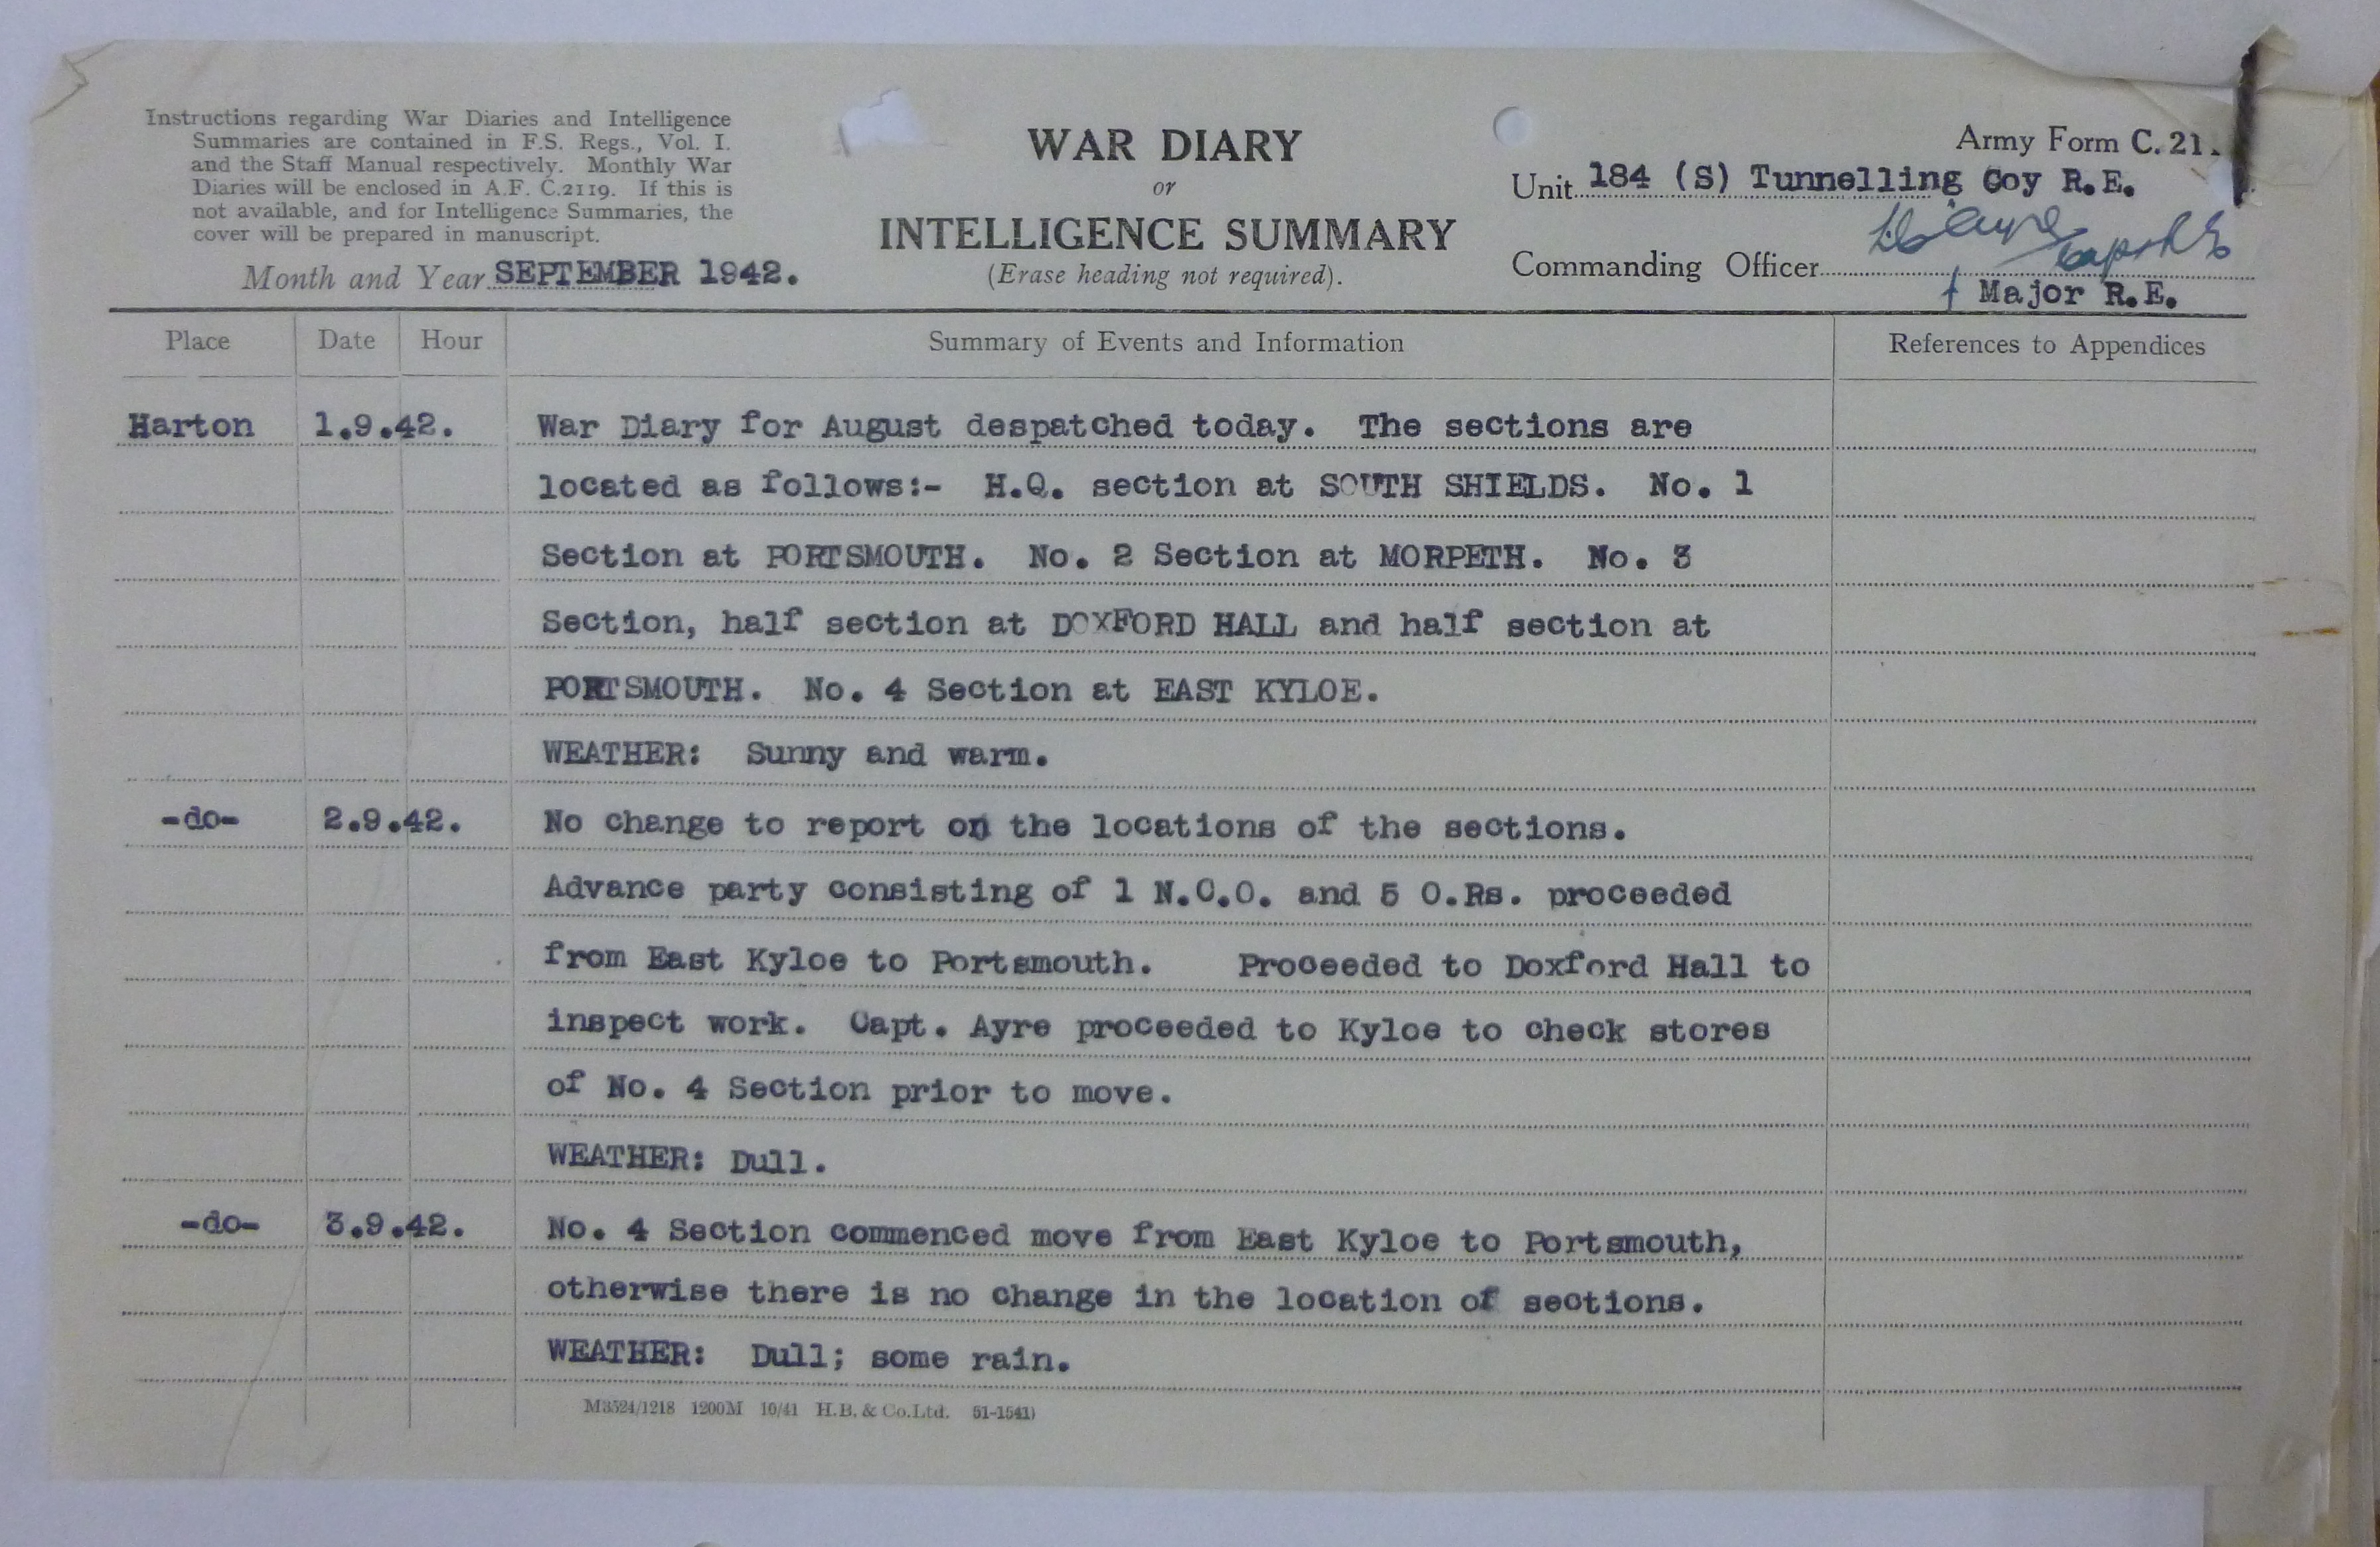 Instructions regarding War Diaries and Intelligence
Summaries are contained in F.S. Regs., Vol. I.
and the Staff Manual respectively. Monthly War
Diaries will be enclosed in A.F. C.2119. If this is
not available, and for Intelligence Summaries, the
cover will be prepared in manuscript.
Month and Year SEPTEMBER 1942.
WAR DIARY
or
INTELLIGENCE SUMMARY
(Erase heading not required).
Army Form C. 211
Unit 184 (S) Tunnelling Coy R.E.
Commanding Officer Ayre Capt R.E.
f Major R.E.
Place Date Hour Summary of Events and Information References to Appendices
Harton 1.9.42. War Diary for August despatched today. The sections are
located as follows:- H.Q. section at SOUTH SHIELDS. No. 1
Section at PORTSMOUTH. No. 2 Section at MORPETH. No. 3
Section, half section at DOXFORD HALL and half section at
PORTSMOUTH. No. 4 Section at EAST KYLOE.
WEATHER: Sunny and warm.
-do- 2.9.42. No change to report on the locations of the sections.
Advance party consisting of 1 N.C.O. and 5 O.Rs. proceeded
from East Kyloe to Portsmouth. Proceeded to Doxford Hall to
inspect work. Capt. Ayre proceeded to Kyloe to check stores
of No. 4 Section prior to move.
WEATHER: Dull.
-do- 3.9.42. No. 4 Section commenced move from East Kyloe to Portsmouth,
otherwise there is no change in the location of sections.
WEATHER: Dull; some rain.
M3524/1218 1200M 10/41 H.B. & Co.Ltd. 51-1541)